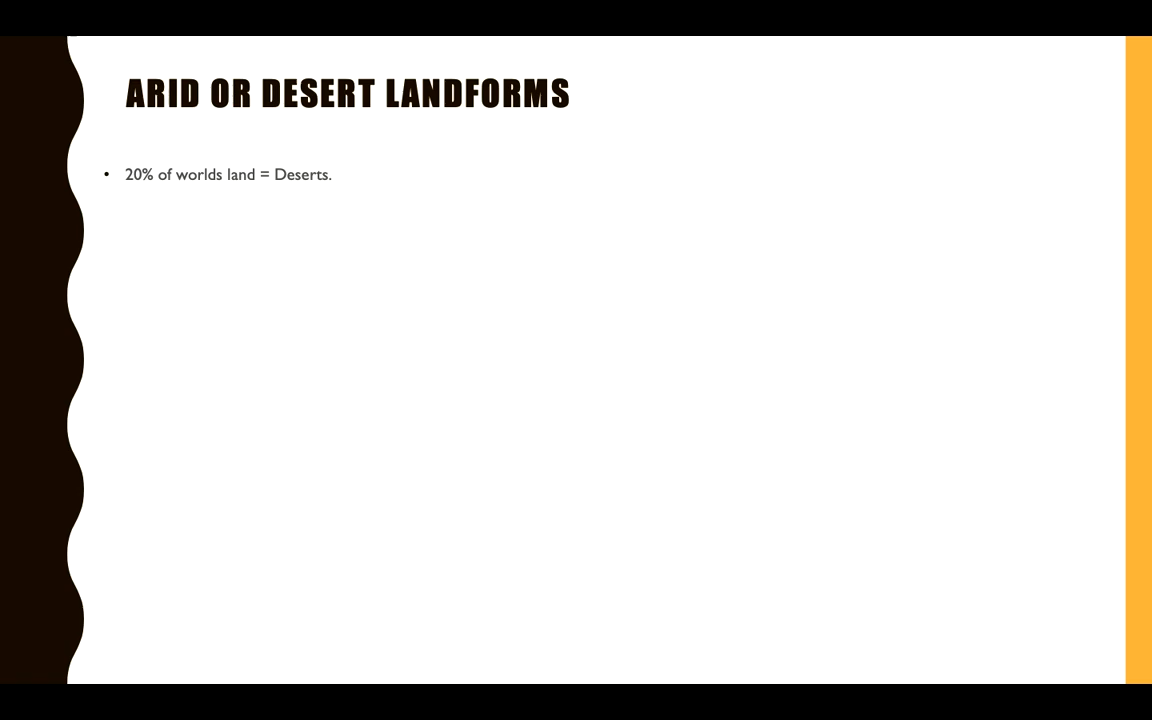 ARID OR DESERT LANDFORMS
• 20% of worlds land = Deserts.